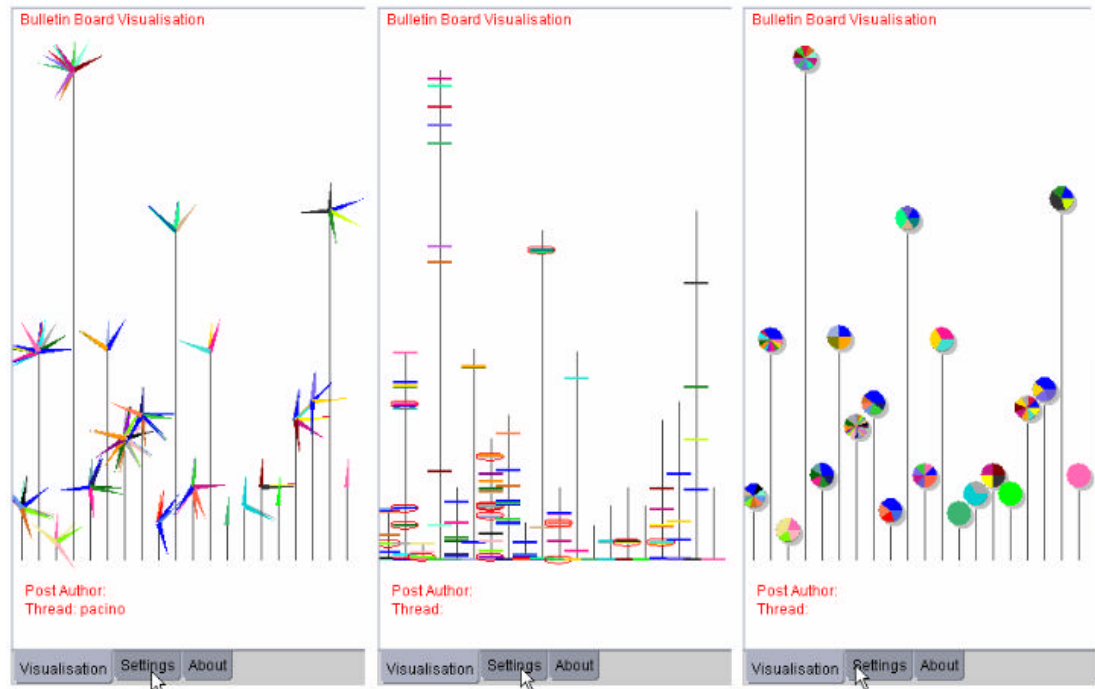 Bulletin Board Visualisation
Post Author:
Thread: pacino
Visualisation Settings About
Bulletin Board Visualisation
Post Author:
Thread:
Visualisation Settings About
Bulletin Board Visualisation
Post Author:
Thread:
Visualisation Settings About